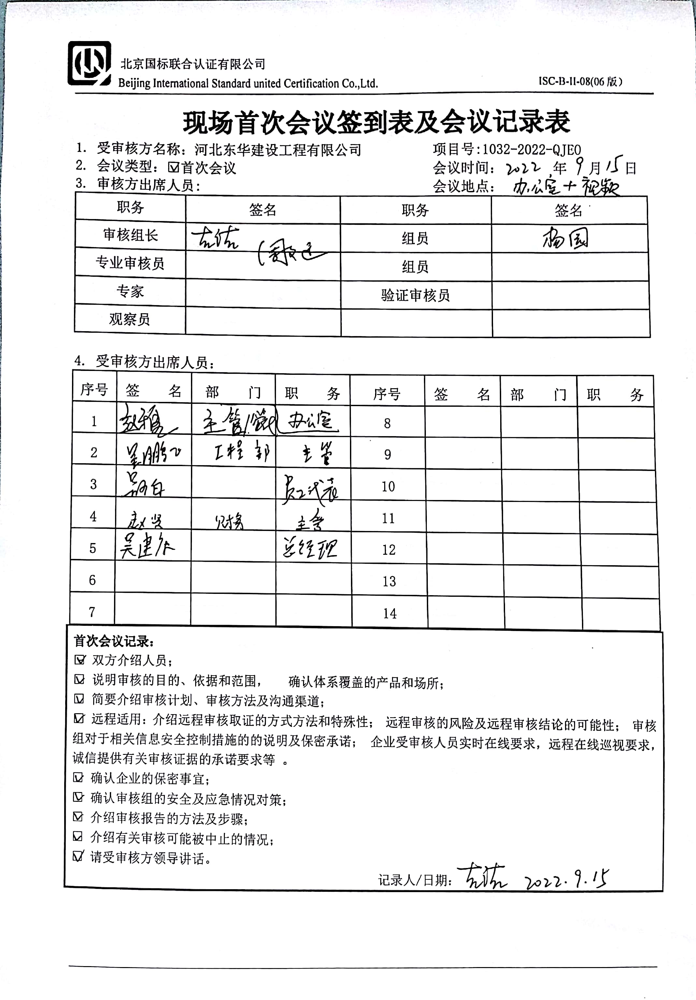 北京国标联合认证有限公司
Beijing International Standard united Certification Co.,Ltd.
ISC-B-II-08(06 版)
现场首次会议签到表及会议记录表
1. 受审核方名称：河北东华建设工程有限公司 项目号:1032-2022-QJEO
2. 会议类型：☑首次会议 会议时间：2022 年 9 月 15 日
3. 审核方出席人员： 会议地点： 办公室+视频
职务 签名 职务 签名
审核组长 古佑 组员 杨园
专业审核员 组员
专家 验证审核员
观察员
4. 受审核方出席人员：
序号 签 名 部 门 职 务 序号 签 名 部 门 职 务
1 主管 办公室 8
2 吴鹏飞 工程部 主管 9
3 员工代表 10
4 赵贤 财务 主管 11
5 总经理 12
6 13
7 14
首次会议记录：
☑ 双方介绍人员；
☑ 说明审核的目的、依据和范围， 确认体系覆盖的产品和场所；
☑ 简要介绍审核计划、审核方法及沟通渠道；
☑ 远程适用：介绍远程审核取证的方式方法和特殊性； 远程审核的风险及远程审核结论的可能性； 审核
组对于相关信息安全控制措施的的说明及保密承诺； 企业受审核人员实时在线要求，远程在线巡视要求，
诚信提供有关审核证据的承诺要求等 。
☑ 确认企业的保密事宜；
☑ 确认审核组的安全及应急情况对策；
☑ 介绍审核报告的方法及步骤；
☑ 介绍有关审核可能被中止的情况；
☑ 请受审核方领导讲话。
记录人/日期： 古佑 2022.9.15